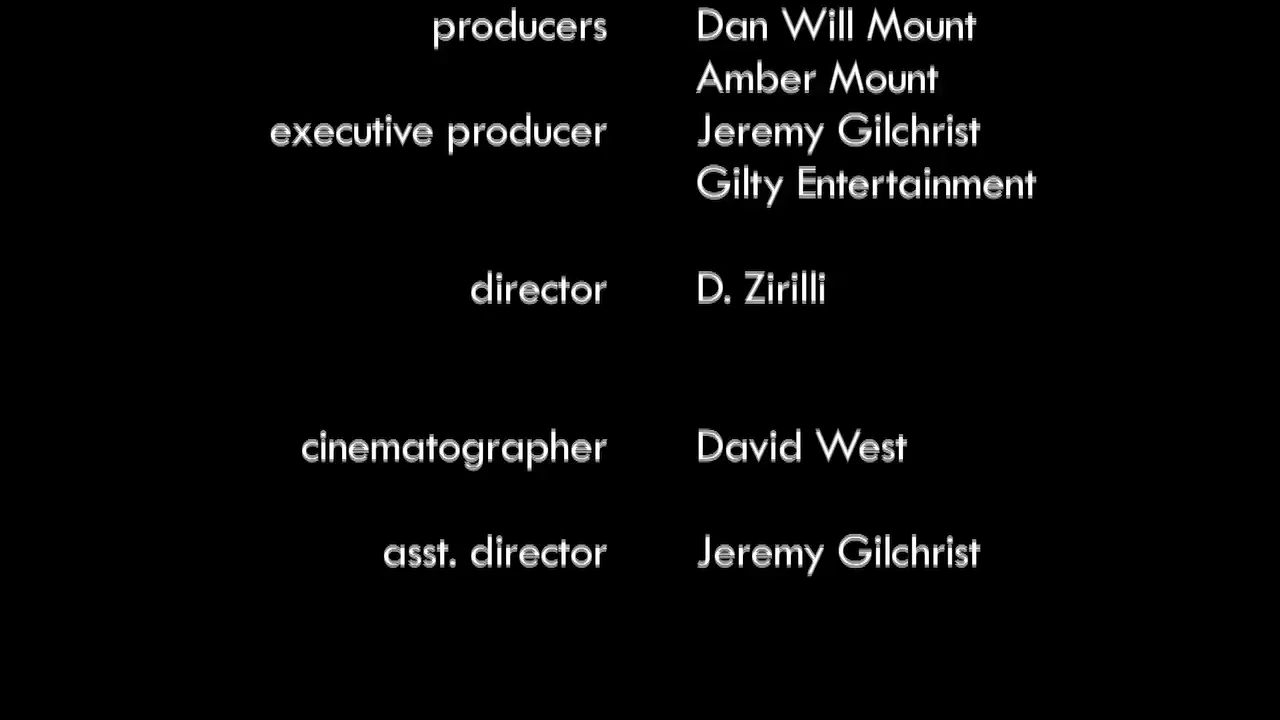 producers Dan Will Mount
Amber Mount
executive producer Jeremy Gilchrist
Gilty Entertainment
director D. Zirilli
cinematographer David West
asst. director Jeremy Gilchrist